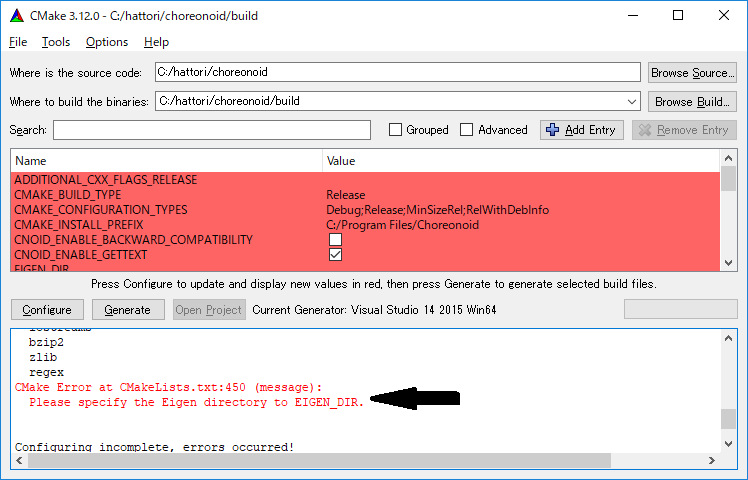 CMake 3.12.0 - C:/hattori/choreonoid/build
File Tools Options Help
Where is the source code: C:/hattori/choreonoid Browse Source...
Where to build the binaries: C:/hattori/choreonoid/build Browse Build...
Search: Grouped Advanced Add Entry Remove Entry
Name Value
ADDITIONAL_CXX_FLAGS_RELEASE
CMAKE_BUILD_TYPE Release
CMAKE_CONFIGURATION_TYPES Debug;Release;MinSizeRel;RelWithDebInfo
CMAKE_INSTALL_PREFIX C:/Program Files/Choreonoid
CNOID_ENABLE_BACKWARD_COMPATIBILITY
CNOID_ENABLE_GETTEXT
EIGEN_DIR
Press Configure to update and display new values in red, then press Generate to generate selected build files.
Configure Generate Open Project Current Generator: Visual Studio 14 2015 Win64
iostreams
bzip2
zlib
regex
CMake Error at CMakeLists.txt:450 (message):
Please specify the Eigen directory to EIGEN_DIR.
Configuring incomplete, errors occurred!